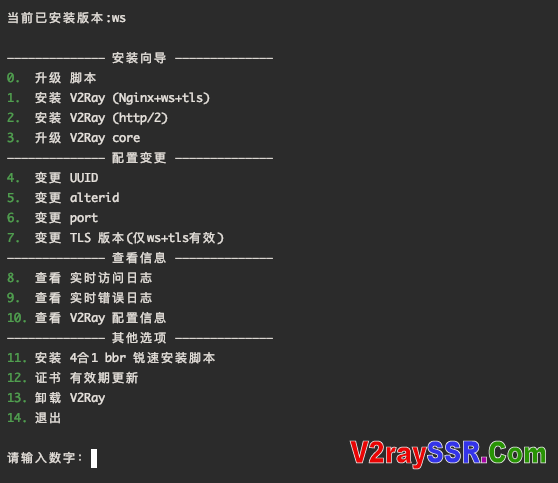 当前已安装版本:ws
————————————— 安装向导 —————————————
0. 升级 脚本
1. 安装 V2Ray (Nginx+ws+tls)
2. 安装 V2Ray (http/2)
3. 升级 V2Ray core
————————————— 配置变更 —————————————
4. 变更 UUID
5. 变更 alterid
6. 变更 port
7. 变更 TLS 版本(仅ws+tls有效)
————————————— 查看信息 —————————————
8. 查看 实时访问日志
9. 查看 实时错误日志
10. 查看 V2Ray 配置信息
————————————— 其他选项 —————————————
11. 安装 4合1 bbr 锐速安装脚本
12. 证书 有效期更新
13. 卸载 V2Ray
14. 退出
请输入数字:
V2raySSR.Com